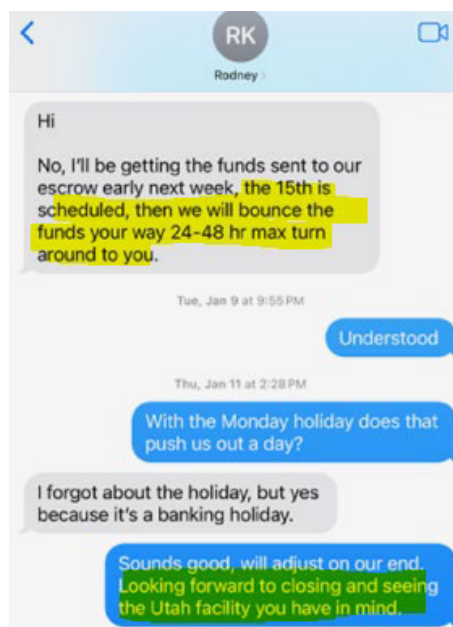 RK
Rodney
Hi
No, I'll be getting the funds sent to our
escrow early next week, the 15th is
scheduled, then we will bounce the
funds your way 24-48 hr max turn
around to you.
Tue, Jan 9 at 9:55 PM
Understood
Thu, Jan 11 at 2:28 PM
With the Monday holiday does that
push us out a day?
I forgot about the holiday, but yes
because it's a banking holiday.
Sounds good, will adjust on our end.
Looking forward to closing and seeing
the Utah facility you have in mind.